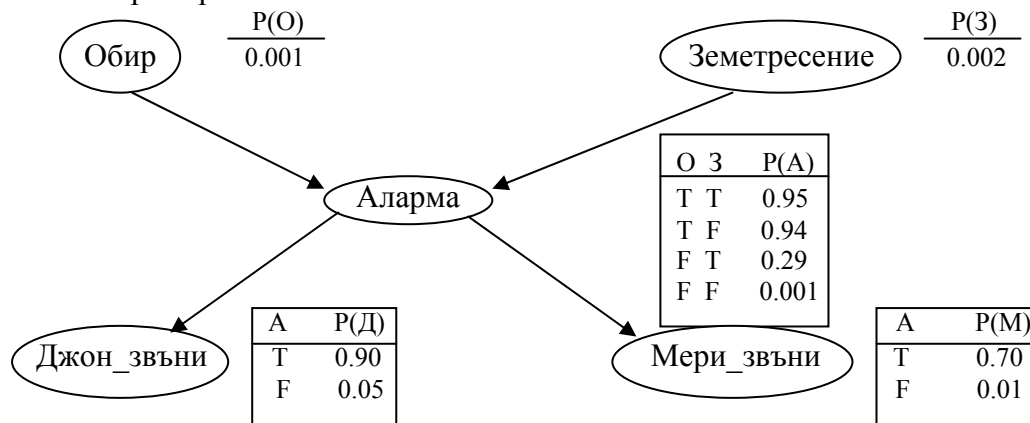 P(О)
Обир
0.001
P(З)
Земетресение
0.002
О З P(A)
T T 0.95
T F 0.94
F T 0.29
F F 0.001
Аларма
Джон_звъни
A P(Д)
T 0.90
F 0.05
Мери_звъни
A P(M)
T 0.70
F 0.01